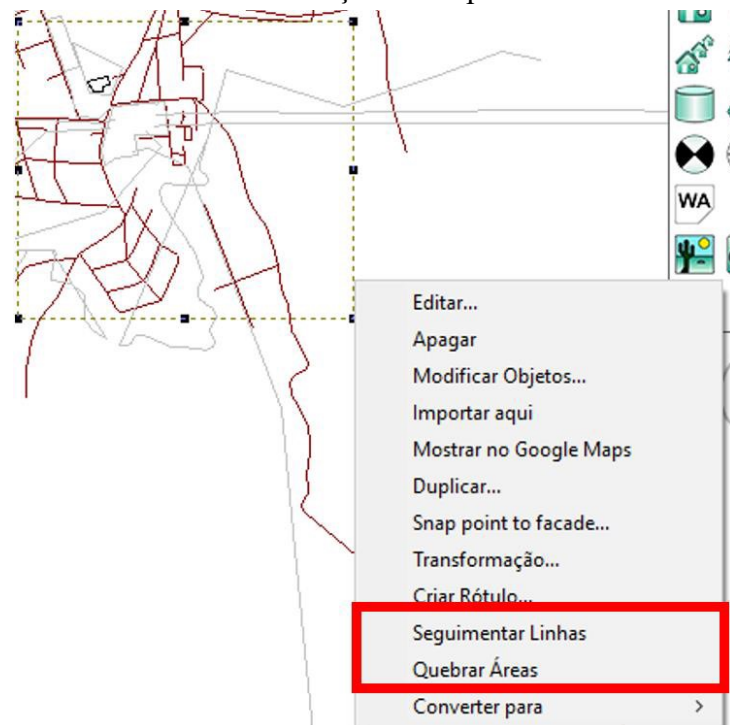 WA
Editar...
Apagar
Modificar Objetos...
Importar aqui
Mostrar no Google Maps
Duplicar...
Snap point to facade...
Transformação...
Criar Rótulo...
Seguimentar Linhas
Quebrar Áreas
Converter para